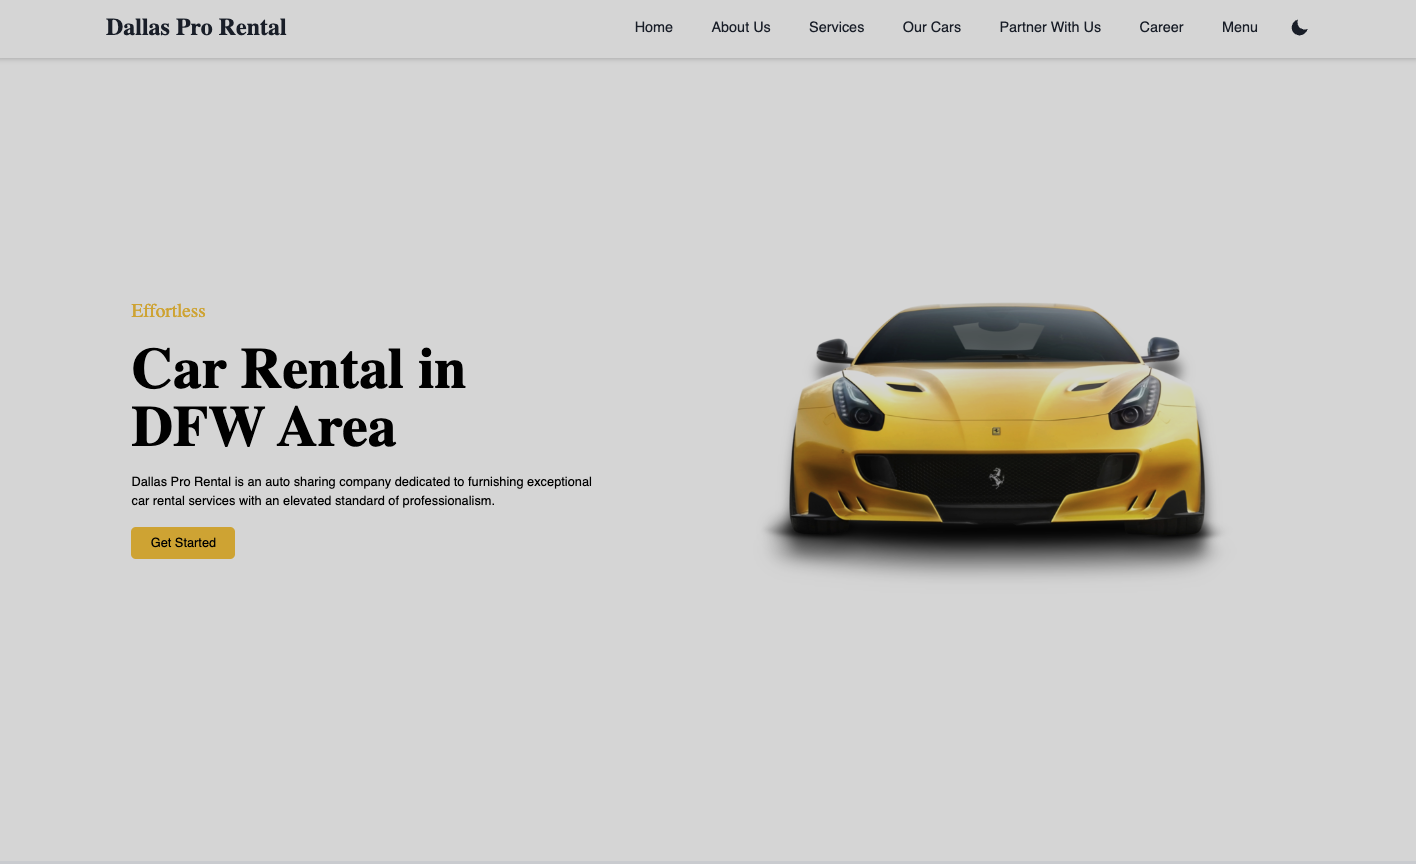 Dallas Pro Rental
Home About Us Services Our Cars Partner With Us Career Menu
Effortless
Car Rental in
DFW Area
Dallas Pro Rental is an auto sharing company dedicated to furnishing exceptional
car rental services with an elevated standard of professionalism.
Get Started